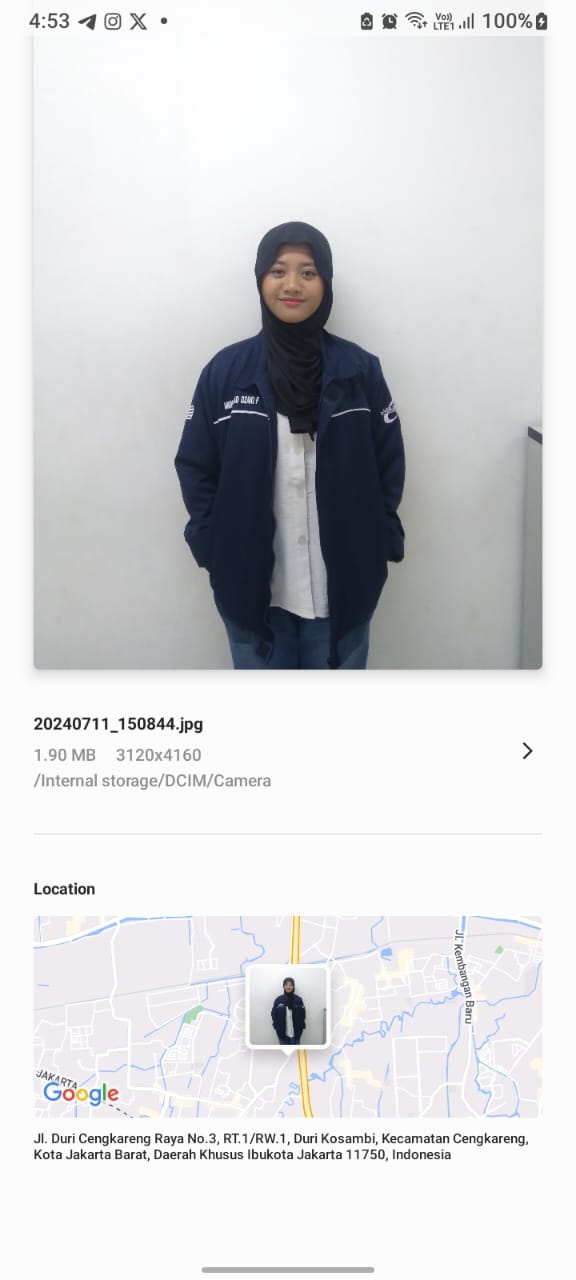 4:53
Vo))
LTE1
100%
20240711_150844.jpg
1.90 MB 3120x4160
/Internal storage/DCIM/Camera
Location
Jl. Kembangan Baru
JAKARTA
Google
Jl. Duri Cengkareng Raya No.3, RT.1/RW.1, Duri Kosambi, Kecamatan Cengkareng,
Kota Jakarta Barat, Daerah Khusus Ibukota Jakarta 11750, Indonesia